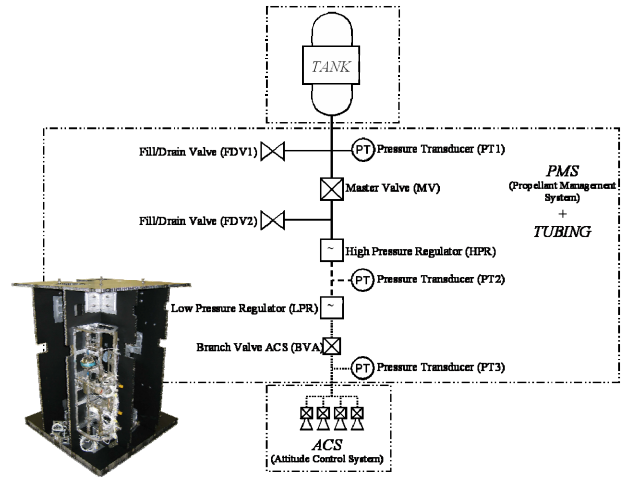 TANK
Fill/Drain Valve (FDV1)
PT
Pressure Transducer (PT1)
PMS
(Propellant Management
System)
+
TUBING
Master Valve (MV)
Fill/Drain Valve (FDV2)
~
High Pressure Regulator (HPR)
PT
Pressure Transducer (PT2)
Low Pressure Regulator (LPR)
~
Branch Valve ACS (BVA)
PT
Pressure Transducer (PT3)
ACS
(Attitude Control System)